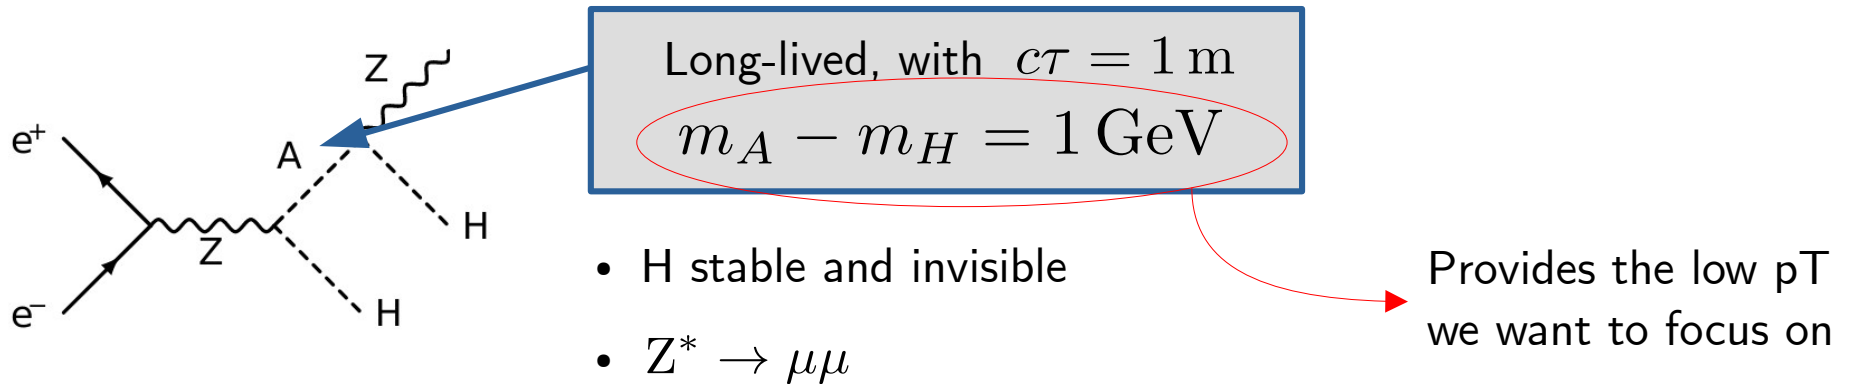 Z
e⁺
A
Z
H
e⁻
H
Long-lived, with cτ = 1 m
m_A − m_H = 1 GeV
• H stable and invisible
• Z* → μμ
Provides the low pT
we want to focus on